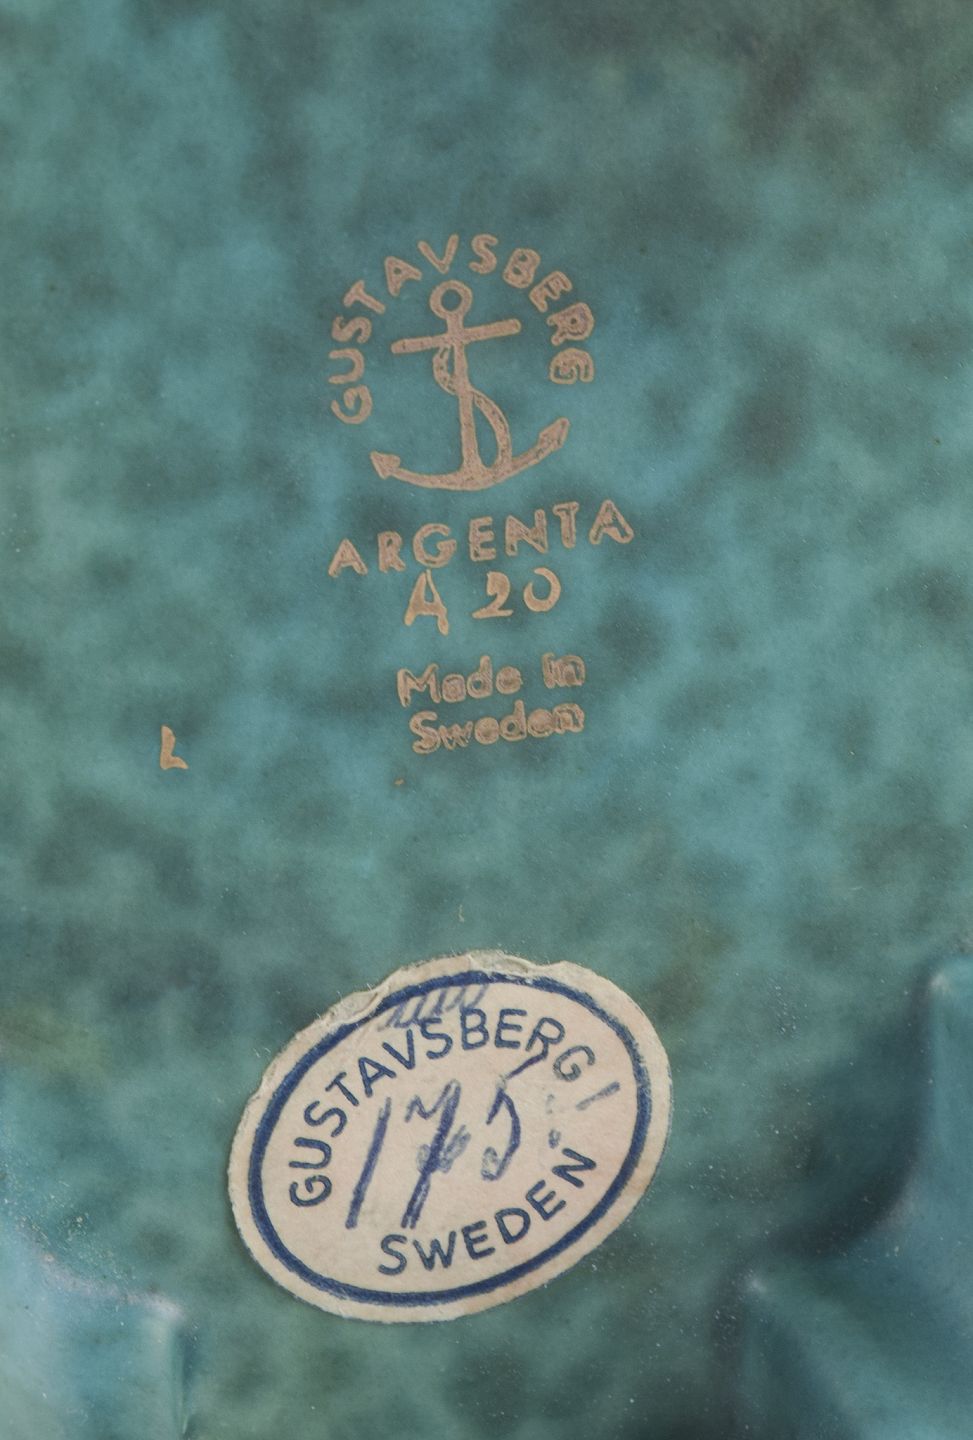 GUSTAVSBERG
ARGENTA
A 20
Made in
Sweden
L
GUSTAVSBERG
175:-
SWEDEN